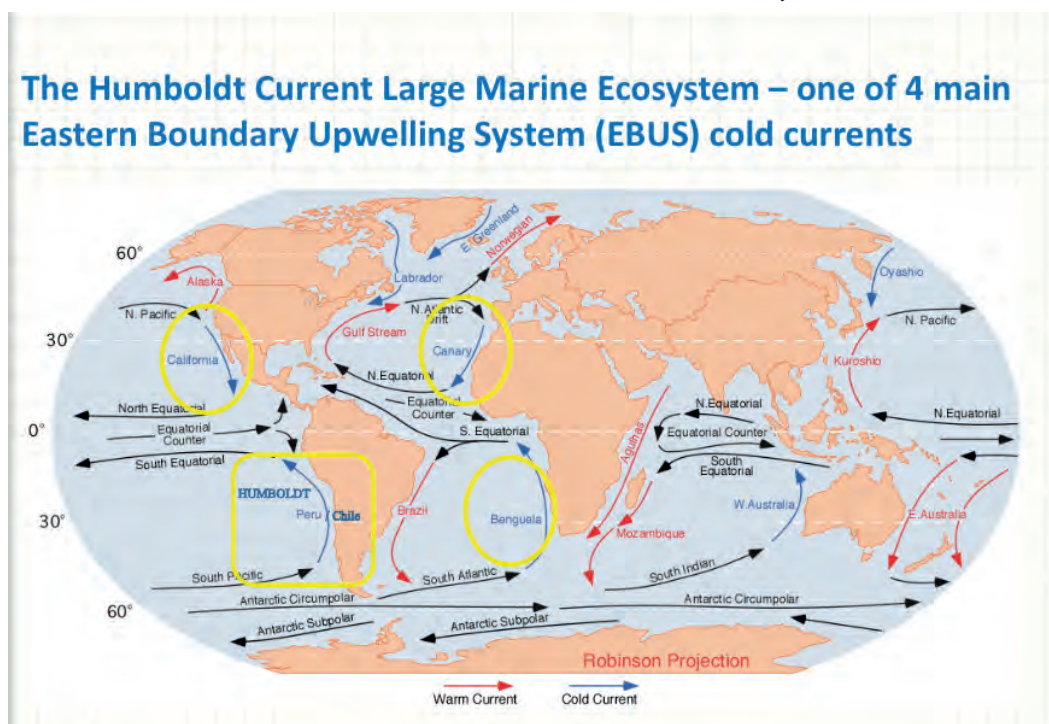 The Humboldt Current Large Marine Ecosystem – one of 4 main
Eastern Boundary Upwelling System (EBUS) cold currents
60°
30°
0°
30°
60°
Alaska
N. Pacific
California
Labrador
E. Greenland
Norwegian
N. Atlantic
Drift
Gulf Stream
Canary
Oyashio
N. Pacific
Kuroshio
North Equatorial
Equatorial
Counter
South Equatorial
N.Equatorial
Equatorial
Counter
S. Equatorial
N.Equatorial
Equatorial Counter
South
Equatorial
N.Equatorial
Agulhas
HUMBOLDT
Peru / Chile
Brazil
Benguela
Mozambique
W.Australia
E.Australia
South Pacific
South Atlantic
South Indian
Antarctic Circumpolar
Antarctic Circumpolar
Antarctic Subpolar
Antarctic Subpolar
Robinson Projection
Warm Current
Cold Current